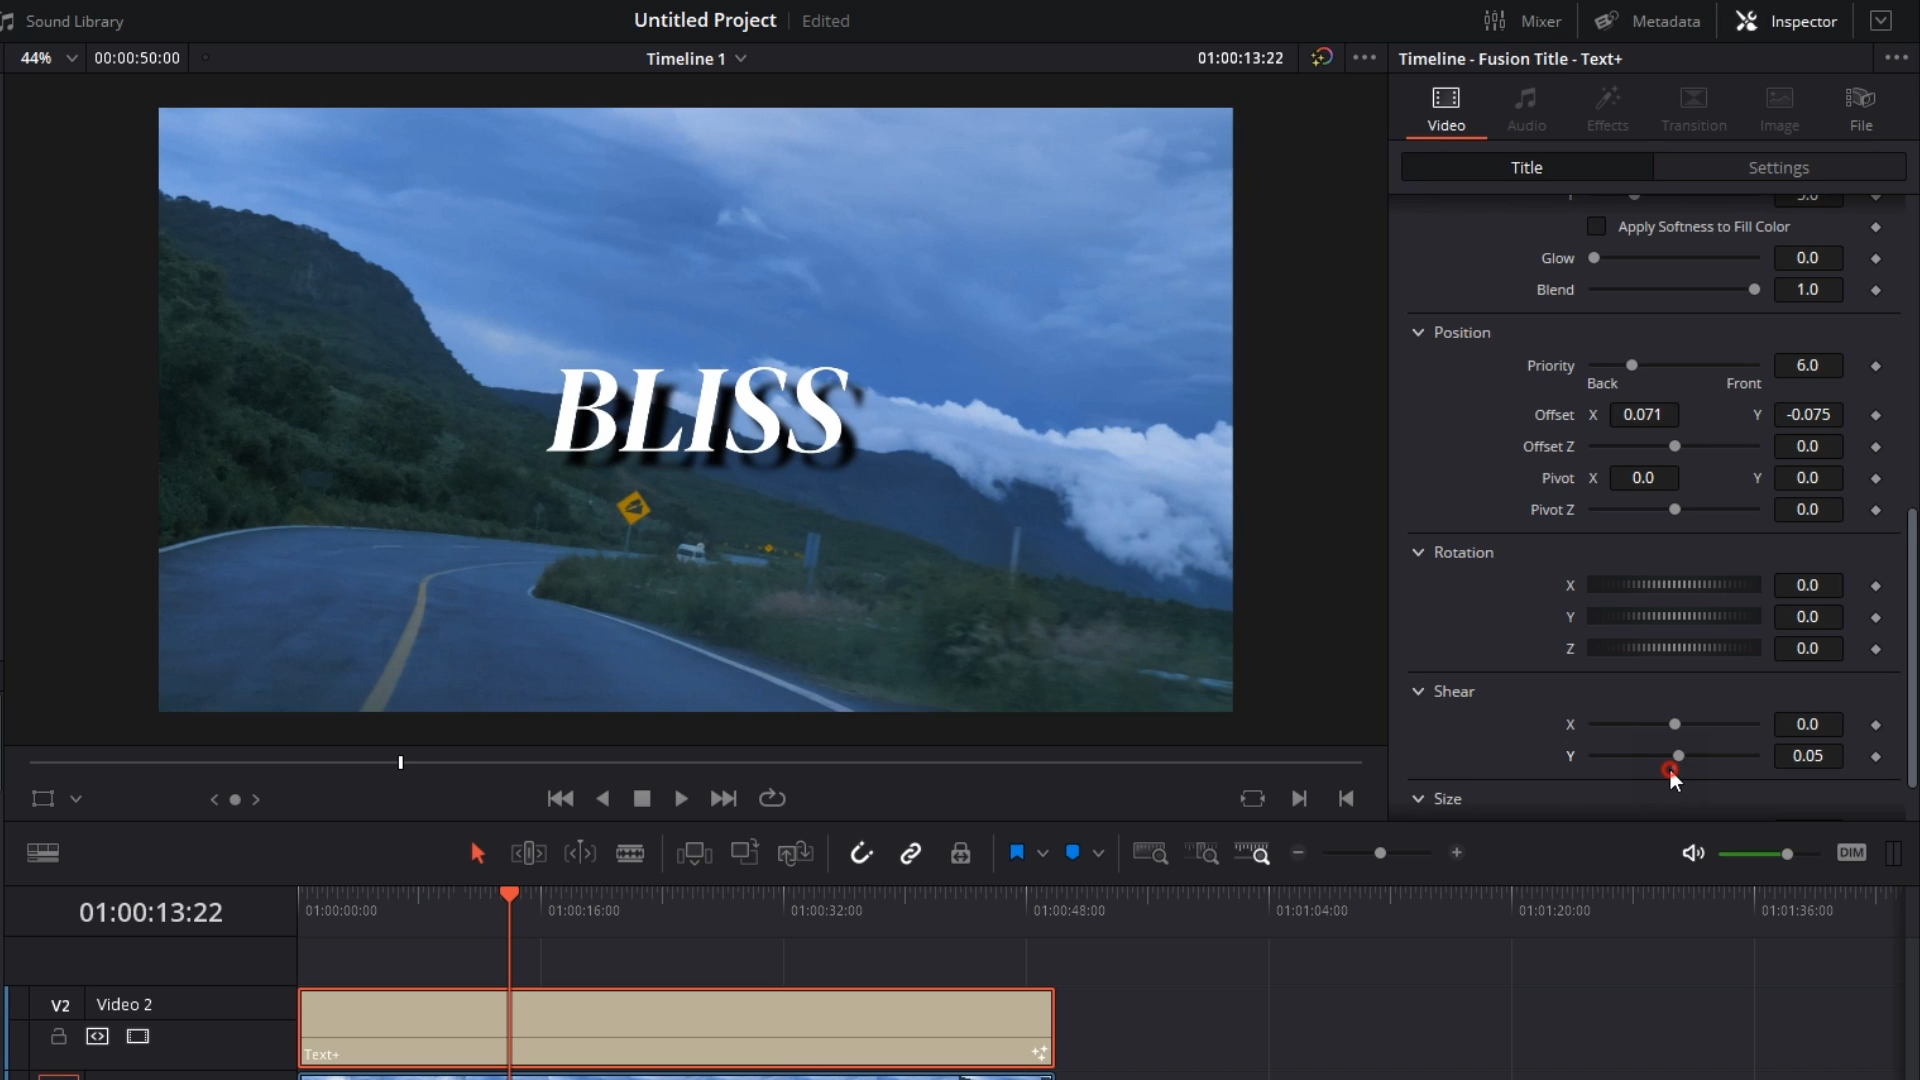 Sound Library
Untitled Project
Edited
Mixer
Metadata
Inspector
44%
00:00:50:00
Timeline 1
01:00:13:22
Timeline - Fusion Title - Text+
Video
Audio
Effects
Transition
Image
File
Title
Settings
Apply Softness to Fill Color
Glow
0.0
Blend
1.0
Position
Priority
6.0
Back
Front
Offset X 0.071 Y -0.075
Offset Z 0.0
Pivot X 0.0 Y 0.0
Pivot Z 0.0
Rotation
X 0.0
Y 0.0
Z 0.0
Shear
X 0.0
Y 0.05
Size
BLISS
DIM
01:00:13:22
01:00:00:00
01:00:16:00
01:00:32:00
01:00:48:00
01:01:04:00
01:01:20:00
01:01:36:00
V2
Video 2
Text+